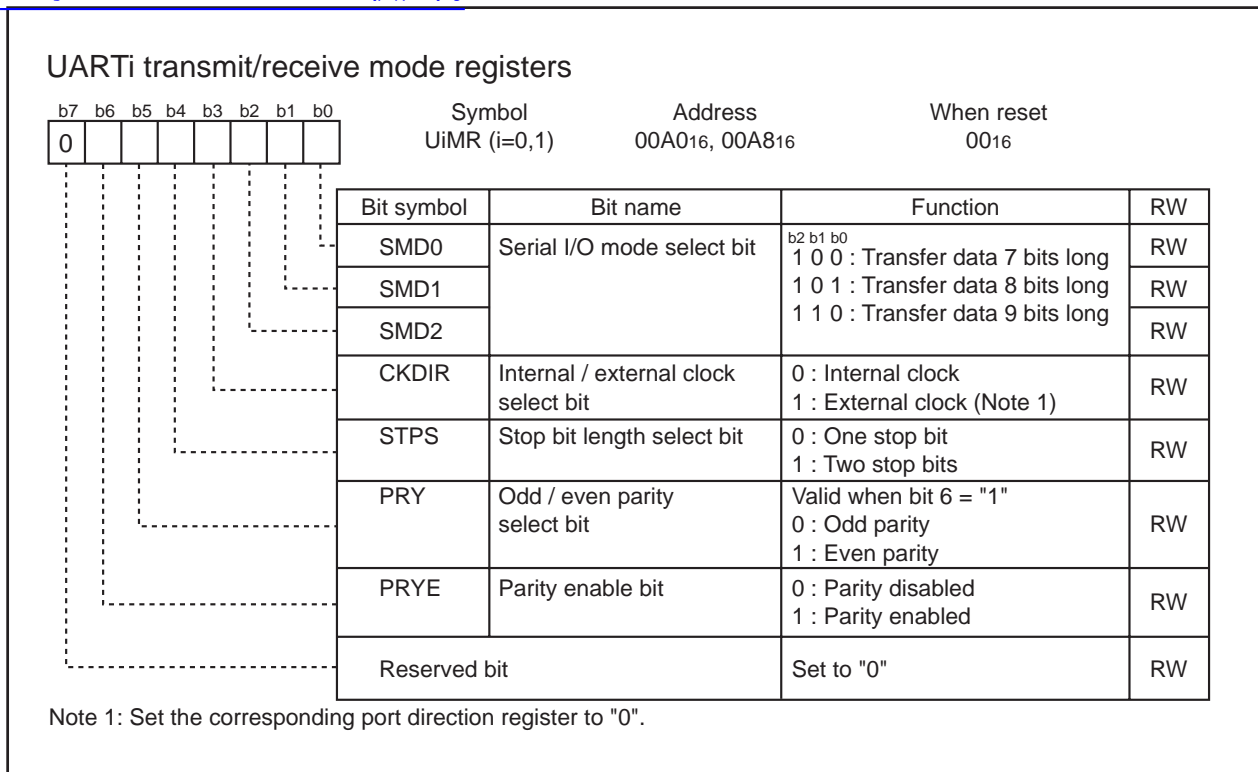 UARTi transmit/receive mode registers
b7 b6 b5 b4 b3 b2 b1 b0
Symbol Address When reset
0 UiMR (i=0,1) 00A016, 00A816 0016
Bit symbol Bit name Function RW
SMD0 Serial I/O mode select bit b2 b1 b0 RW
1 0 0 : Transfer data 7 bits long
SMD1 1 0 1 : Transfer data 8 bits long RW
1 1 0 : Transfer data 9 bits long
SMD2 RW
CKDIR Internal / external clock 0 : Internal clock RW
select bit 1 : External clock (Note 1)
STPS Stop bit length select bit 0 : One stop bit RW
1 : Two stop bits
PRY Odd / even parity Valid when bit 6 = "1"
select bit 0 : Odd parity RW
1 : Even parity
PRYE Parity enable bit 0 : Parity disabled RW
1 : Parity enabled
Reserved bit Set to "0" RW
Note 1: Set the corresponding port direction register to "0".